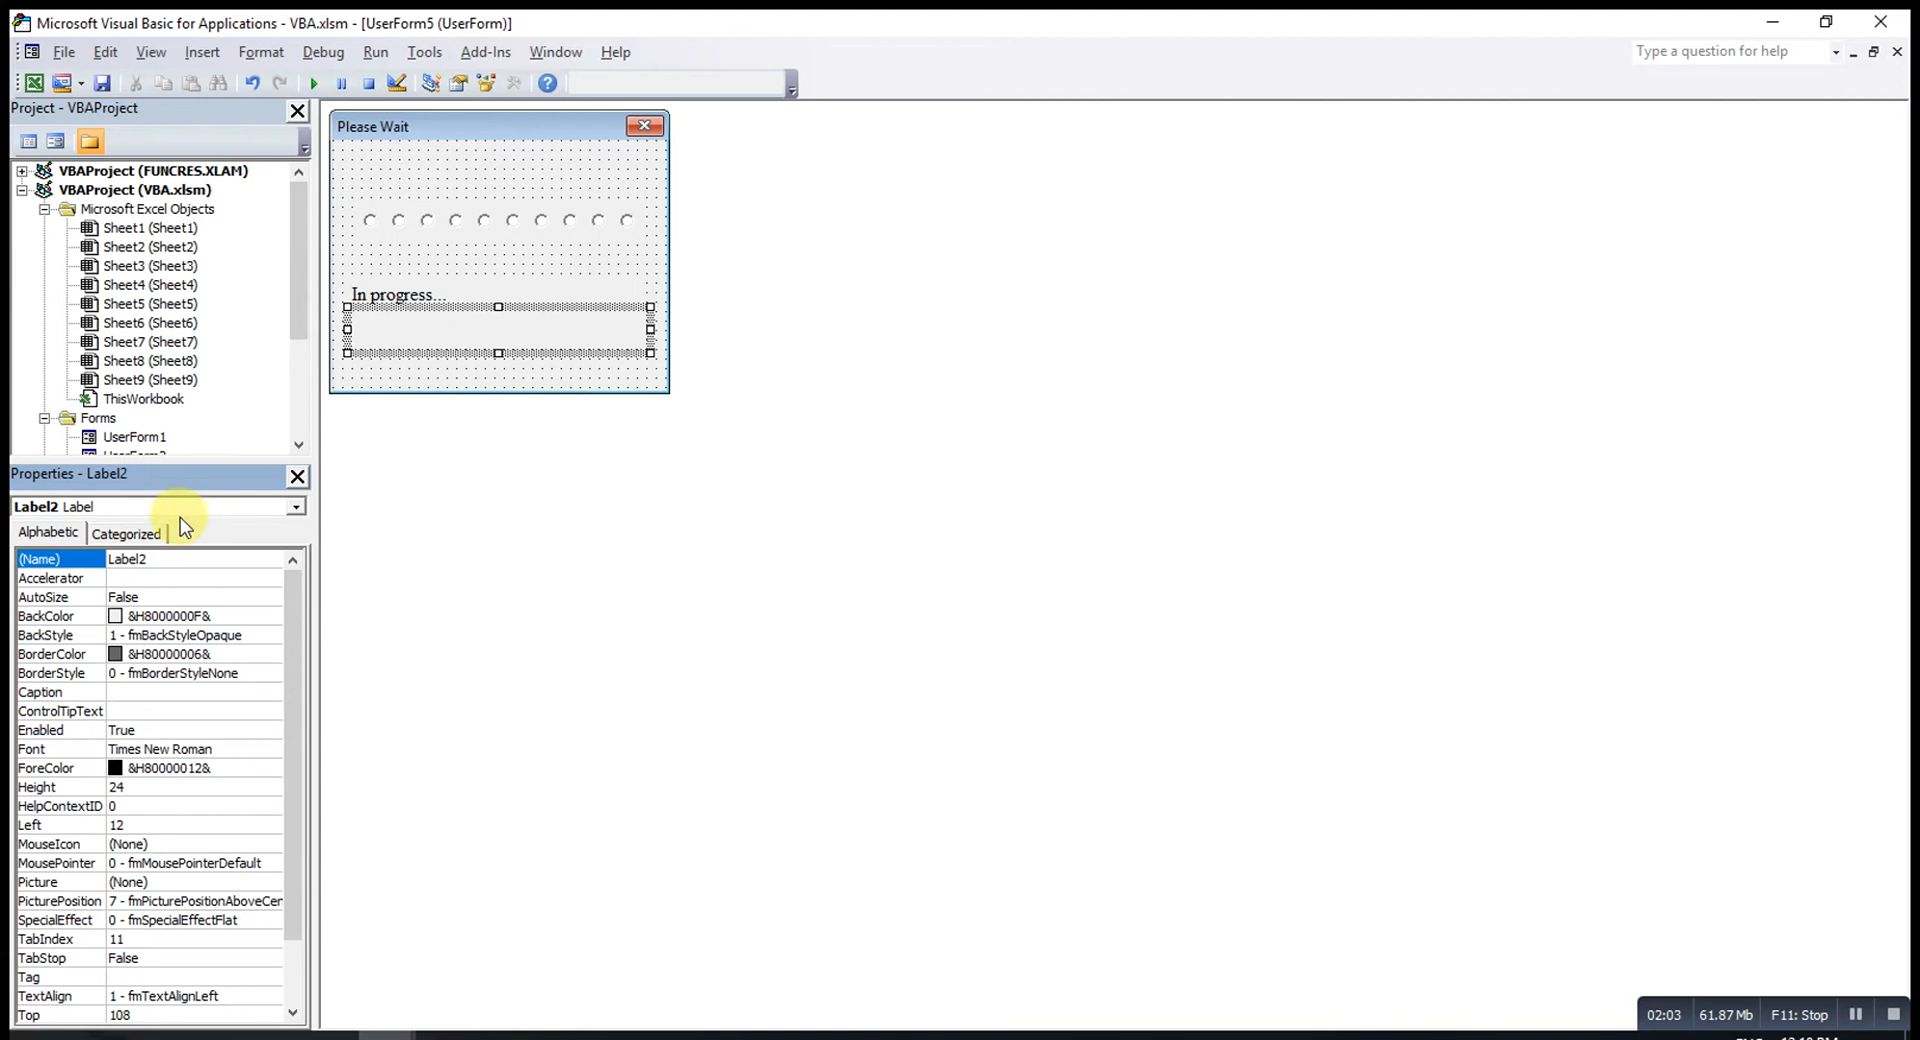 Microsoft Visual Basic for Applications - VBA.xlsm - [UserForm5 (UserForm)]
File Edit View Insert Format Debug Run Tools Add-Ins Window Help
Type a question for help
Project - VBAProject
VBAProject (FUNCRES.XLAM)
VBAProject (VBA.xlsm)
Microsoft Excel Objects
Sheet1 (Sheet1)
Sheet2 (Sheet2)
Sheet3 (Sheet3)
Sheet4 (Sheet4)
Sheet5 (Sheet5)
Sheet6 (Sheet6)
Sheet7 (Sheet7)
Sheet8 (Sheet8)
Sheet9 (Sheet9)
ThisWorkbook
Forms
UserForm1
Please Wait
In progress...
Properties - Label2
Label2 Label
Alphabetic Categorized
(Name) Label2
Accelerator
AutoSize False
BackColor &H8000000F&
BackStyle 1 - fmBackStyleOpaque
BorderColor &H80000006&
BorderStyle 0 - fmBorderStyleNone
Caption
ControlTipText
Enabled True
Font Times New Roman
ForeColor &H80000012&
Height 24
HelpContextID 0
Left 12
MouseIcon (None)
MousePointer 0 - fmMousePointerDefault
Picture (None)
PicturePosition 7 - fmPicturePositionAboveCer
SpecialEffect 0 - fmSpecialEffectFlat
TabIndex 11
TabStop False
Tag
TextAlign 1 - fmTextAlignLeft
Top 108
02:03 61.87 Mb F11: Stop